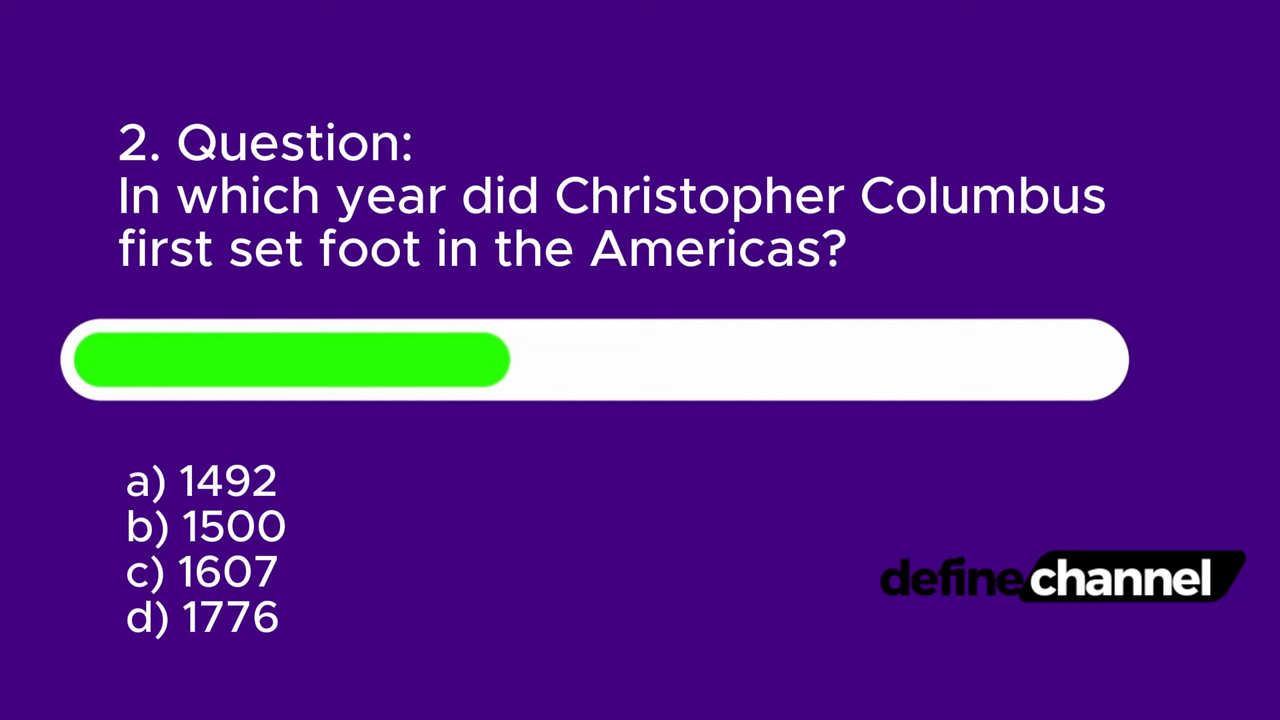 2. Question:
In which year did Christopher Columbus
first set foot in the Americas?
a) 1492
b) 1500
c) 1607
d) 1776
definechannel